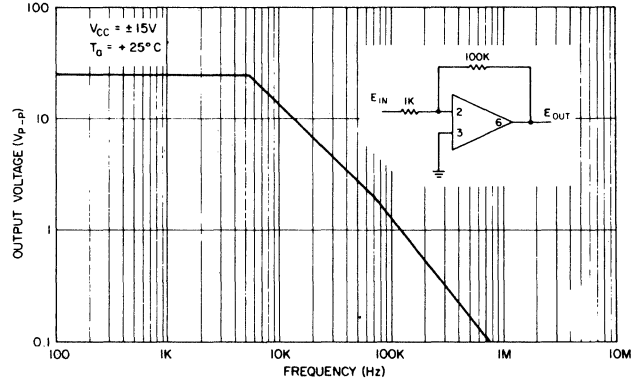 100
10
1
0.1
OUTPUT VOLTAGE (Vp-p)
VCC = ±15V
Ta = +25°C
100K
EIN
1K
2
3
6
EOUT
100 1K 10K 100K 1M 10M
FREQUENCY (Hz)